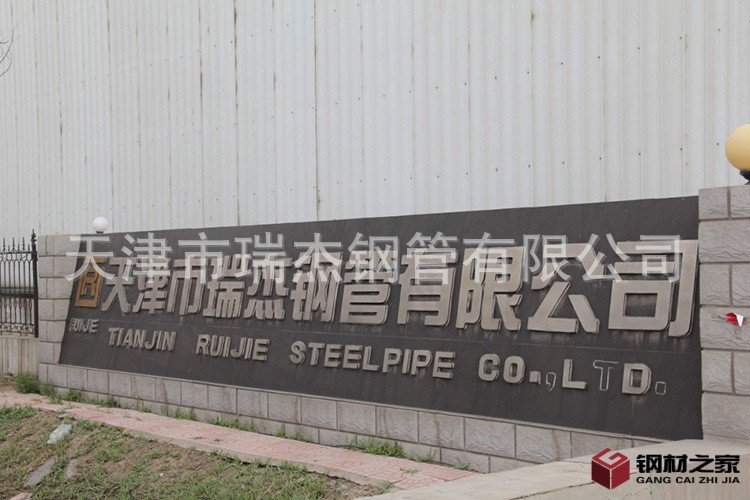 天津市瑞杰钢管有限公司
天津市瑞杰钢管有限公司
RUIJIE TIANJIN RUIJIE STEELPIPE CO.,LTD.
钢材之家
GANG CAI ZHI JIA